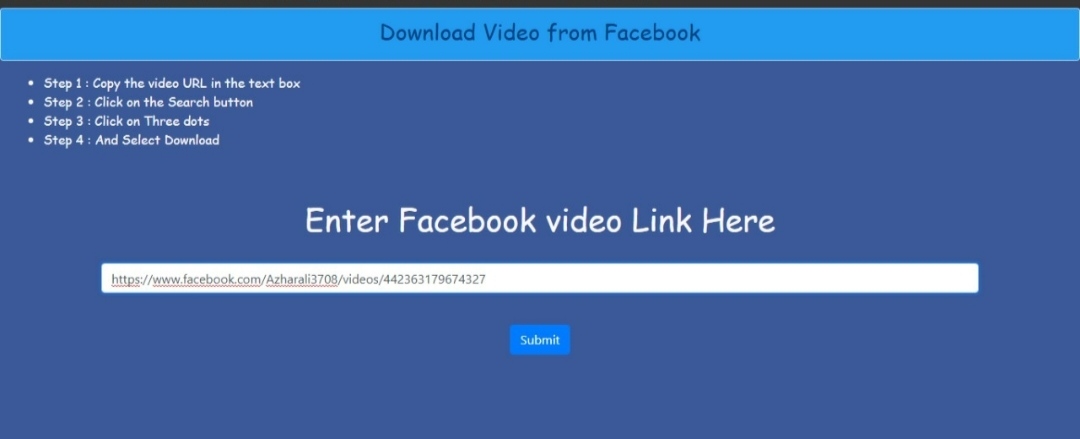 Download Video from Facebook
Step 1 : Copy the video URL in the text box
Step 2 : Click on the Search button
Step 3 : Click on Three dots
Step 4 : And Select Download
Enter Facebook video Link Here
https://www.facebook.com/Azharali3708/videos/442363179674327
Submit